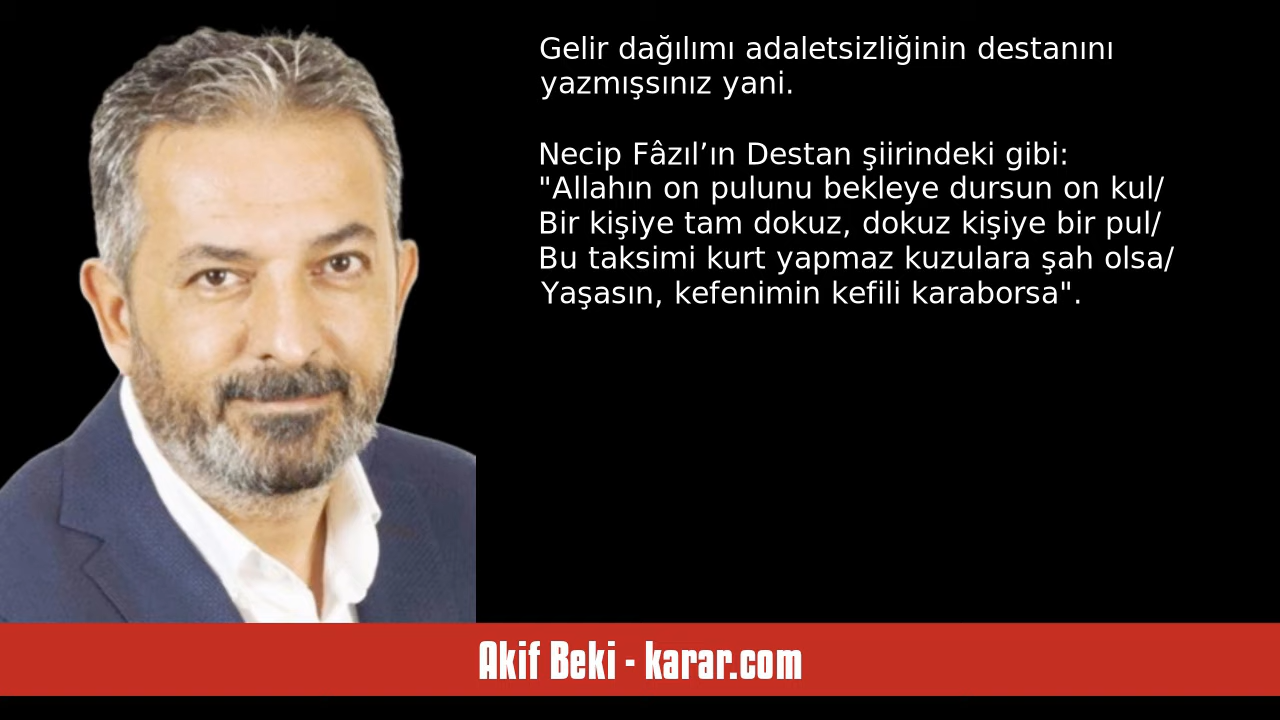 Gelir dağılımı adaletsizliğinin destanını
yazmışsınız yani.
Necip Fâzıl’ın Destan şiirindeki gibi:
"Allahın on pulunu bekleye dursun on kul/
Bir kişiye tam dokuz, dokuz kişiye bir pul/
Bu taksimi kurt yapmaz kuzulara şah olsa/
Yaşasın, kefenimin kefili karaborsa".
Akif Beki - karar.com